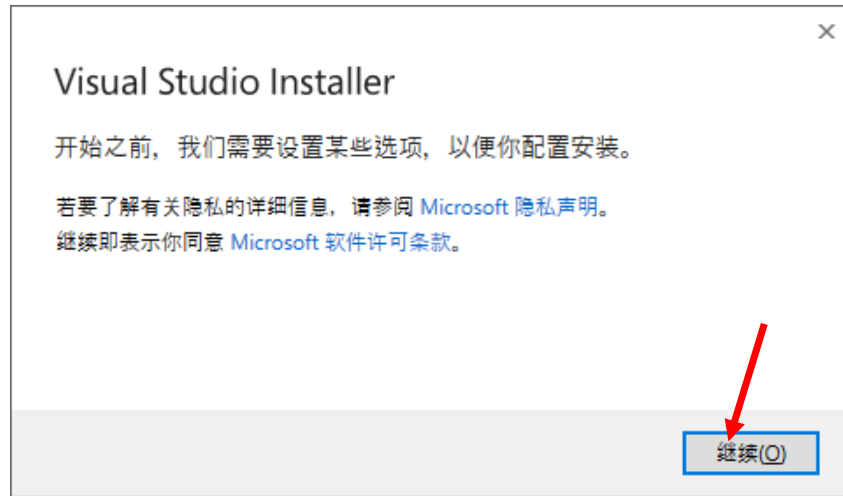 Visual Studio Installer
开始之前，我们需要设置某些选项，以便你配置安装。
若要了解有关隐私的详细信息，请参阅 Microsoft 隐私声明。
继续即表示你同意 Microsoft 软件许可条款。
继续(O)